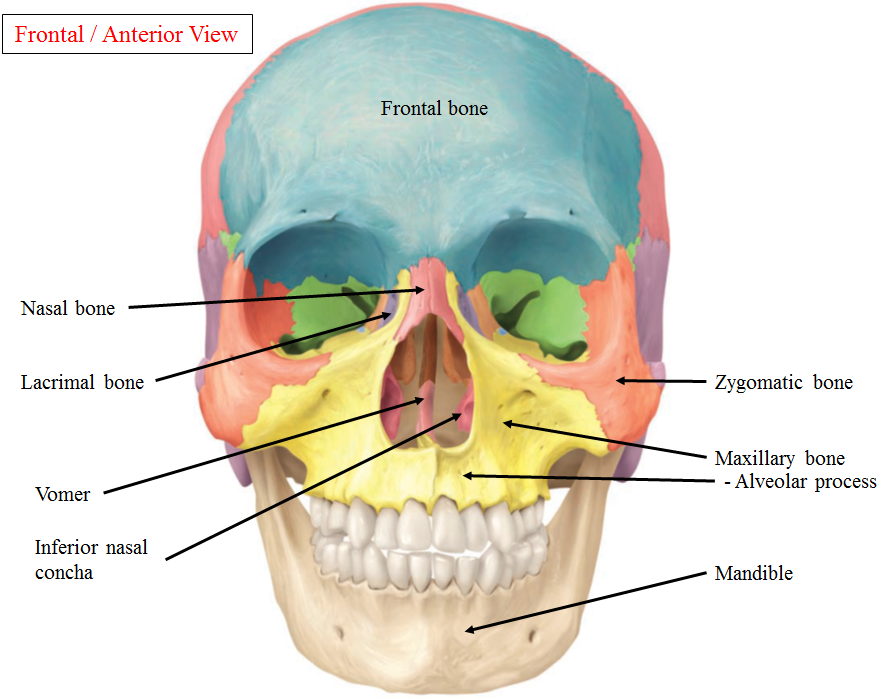 Frontal / Anterior View
Frontal bone
Nasal bone
Lacrimal bone
Vomer
Inferior nasal
concha
Zygomatic bone
Maxillary bone
- Alveolar process
Mandible